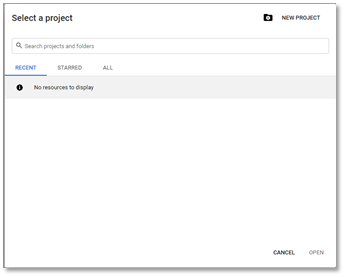 Select a project
NEW PROJECT
Search projects and folders
RECENT
STARRED
ALL
No resources to display
CANCEL
OPEN